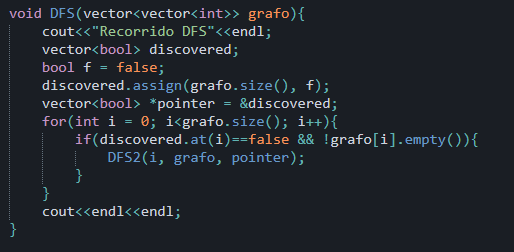 void DFS(vector<vector<int>> grafo){
    cout<<"Recorrido DFS"<<endl;
    vector<bool> discovered;
    bool f = false;
    discovered.assign(grafo.size(), f);
    vector<bool> *pointer = &discovered;
    for(int i = 0; i<grafo.size(); i++){
        if(discovered.at(i)==false && !grafo[i].empty()){
            DFS2(i, grafo, pointer);
        }
    }
    cout<<endl<<endl;
}